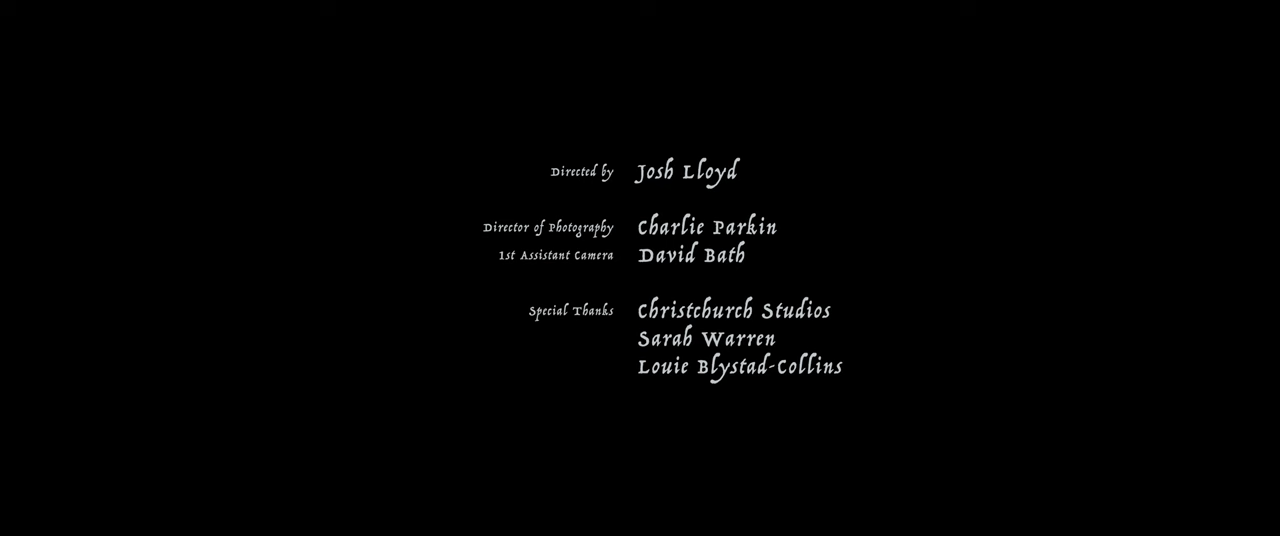 Directed by Josh Lloyd
Director of Photography Charlie Parkin
1st Assistant Camera David Bath
Special Thanks Christchurch Studios
Sarah Warren
Louie Blystad-Collins